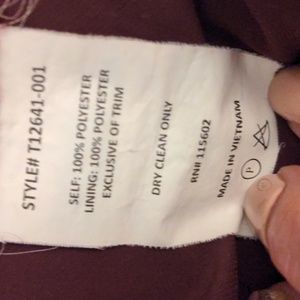 STYLE# T12641-001
SELF: 100% POLYESTER
LINING: 100% POLYESTER
EXCLUSIVE OF TRIM
DRY CLEAN ONLY
RN# 115602
MADE IN VIETNAM
P